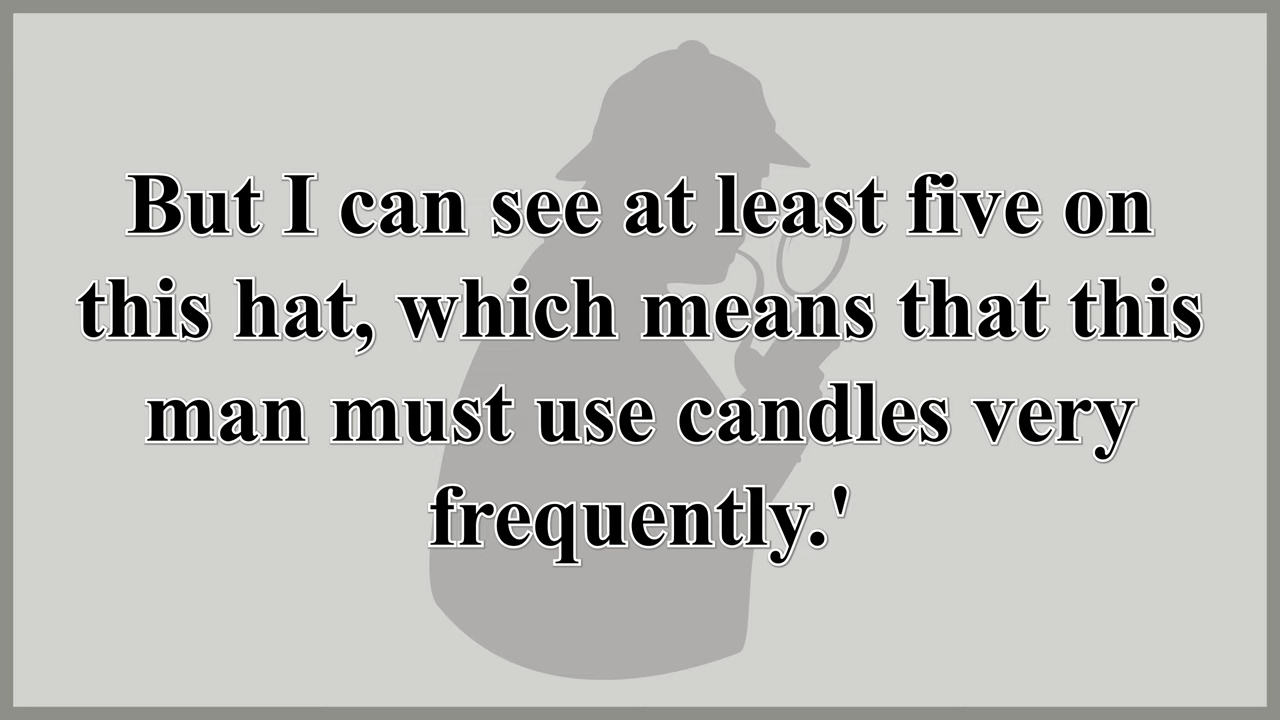 But I can see at least five on
this hat, which means that this
man must use candles very
frequently.'